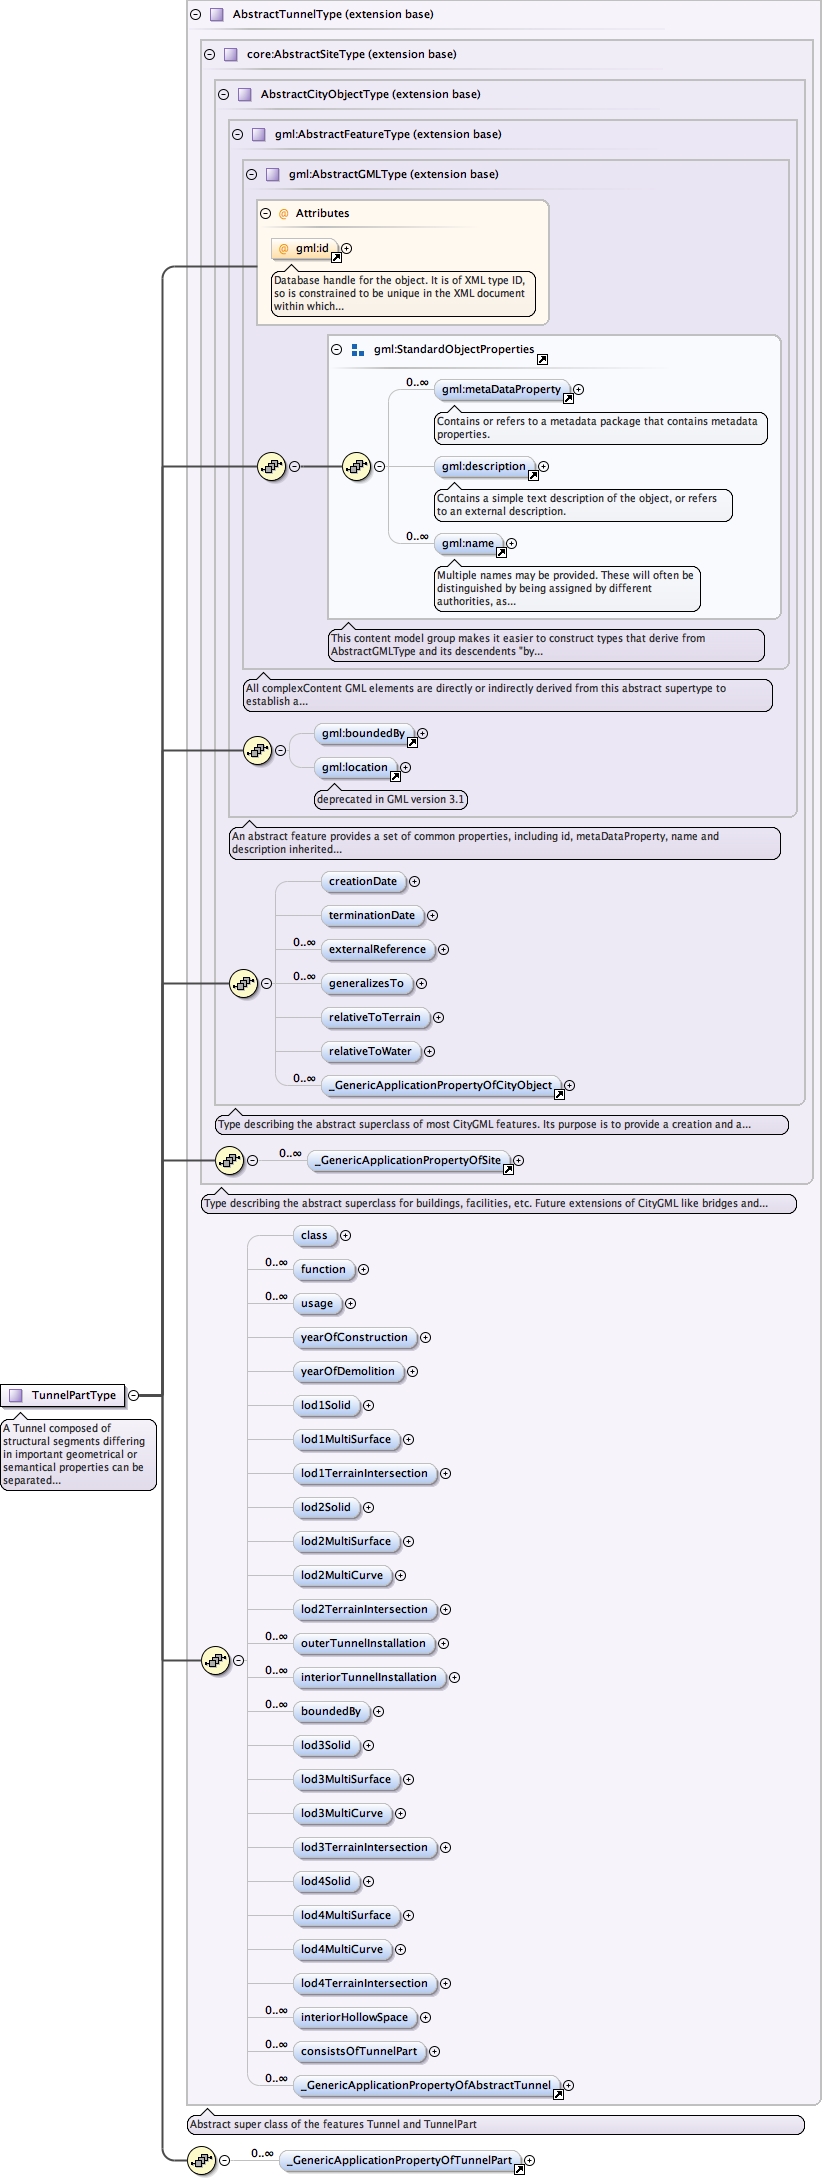 AbstractTunnelType (extension base)
core:AbstractSiteType (extension base)
AbstractCityObjectType (extension base)
gml:AbstractFeatureType (extension base)
gml:AbstractGMLType (extension base)
@ Attributes
@ gml:id
Database handle for the object. It is of XML type ID,
so is constrained to be unique in the XML document
within which...
gml:StandardObjectProperties
0..∞
gml:metaDataProperty
Contains or refers to a metadata package that contains metadata
properties.
gml:description
Contains a simple text description of the object, or refers
to an external description.
0..∞
gml:name
Multiple names may be provided. These will often be
distinguished by being assigned by different
authorities, as...
This content model group makes it easier to construct types that derive from
AbstractGMLType and its descendents "by...
All complexContent GML elements are directly or indirectly derived from this abstract supertype to
establish a...
gml:boundedBy
gml:location
deprecated in GML version 3.1
An abstract feature provides a set of common properties, including id, metaDataProperty, name and
description inherited...
creationDate
terminationDate
0..∞
externalReference
0..∞
generalizesTo
relativeToTerrain
relativeToWater
0..∞
_GenericApplicationPropertyOfCityObject
Type describing the abstract superclass of most CityGML features. Its purpose is to provide a creation and a...
0..∞
_GenericApplicationPropertyOfSite
Type describing the abstract superclass for buildings, facilities, etc. Future extensions of CityGML like bridges and...
class
0..∞
function
0..∞
usage
yearOfConstruction
yearOfDemolition
TunnelPartType
A Tunnel composed of
structural segments differing
in important geometrical or
semantical properties can be
separated...
lod1Solid
lod1MultiSurface
lod1TerrainIntersection
lod2Solid
lod2MultiSurface
lod2MultiCurve
lod2TerrainIntersection
0..∞
outerTunnelInstallation
0..∞
interiorTunnelInstallation
0..∞
boundedBy
lod3Solid
lod3MultiSurface
lod3MultiCurve
lod3TerrainIntersection
lod4Solid
lod4MultiSurface
lod4MultiCurve
lod4TerrainIntersection
0..∞
interiorHollowSpace
0..∞
consistsOfTunnelPart
0..∞
_GenericApplicationPropertyOfAbstractTunnel
Abstract super class of the features Tunnel and TunnelPart
0..∞
_GenericApplicationPropertyOfTunnelPart